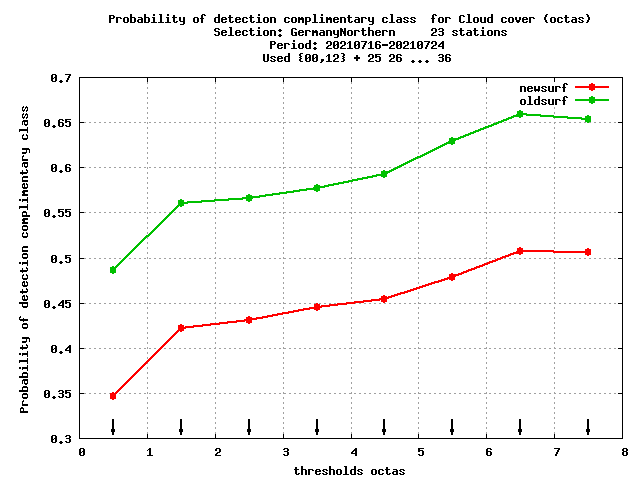 Probability of detection complimentary class  for Cloud cover (octas)
Selection: GermanyNorthern     23 stations
Period: 20210716-20210724
Used {00,12} + 25 26 ... 36
newsurf
oldsurf
Probability of detection complimentary class
0.7
0.65
0.6
0.55
0.5
0.45
0.4
0.35
0.3
0 1 2 3 4 5 6 7 8
thresholds octas